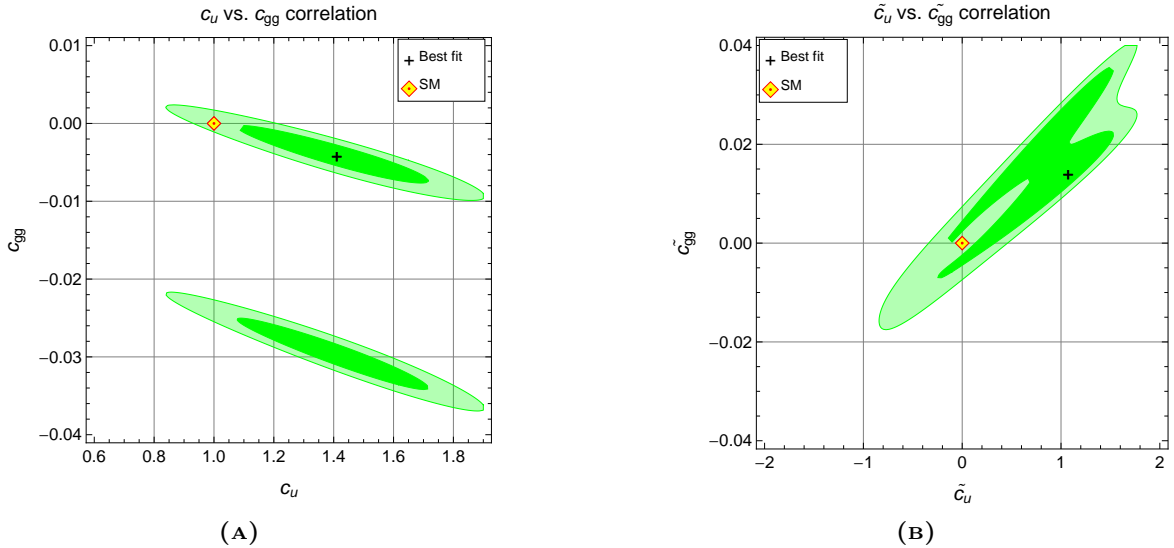 c_u vs. c_gg correlation
0.01
0.00
−0.01
−0.02
−0.03
−0.04
c_gg
0.6 0.8 1.0 1.2 1.4 1.6 1.8
c_u
Best fit
SM
(A)
c̃_u vs. c̃_gg correlation
0.04
0.02
0.00
−0.02
−0.04
c̃_gg
−2 −1 0 1 2
c̃_u
Best fit
SM
(B)